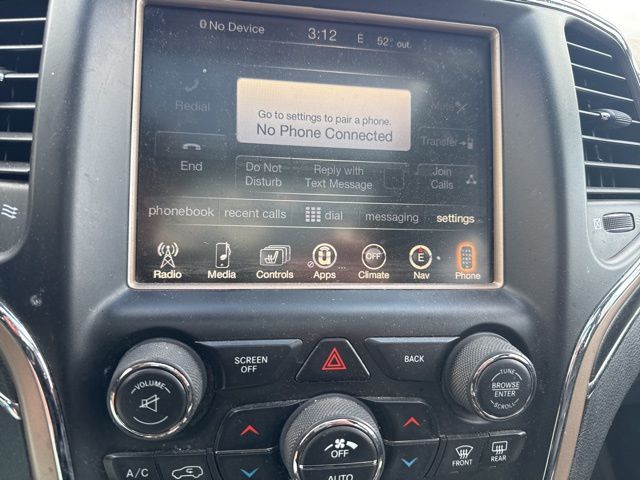 No Device 3:12 E 52° out.
Go to settings to pair a phone.
No Phone Connected
Redial Mute
Transfer
End
Do Not Disturb
Reply with Text Message
Join Calls
phonebook recent calls dial messaging settings
OFF E
Radio Media Controls Apps Climate Nav Phone
SCREEN OFF
BACK
VOLUME
TUNE
BROWSE
ENTER
SCROLL
OFF
AUTO
A/C
FRONT REAR